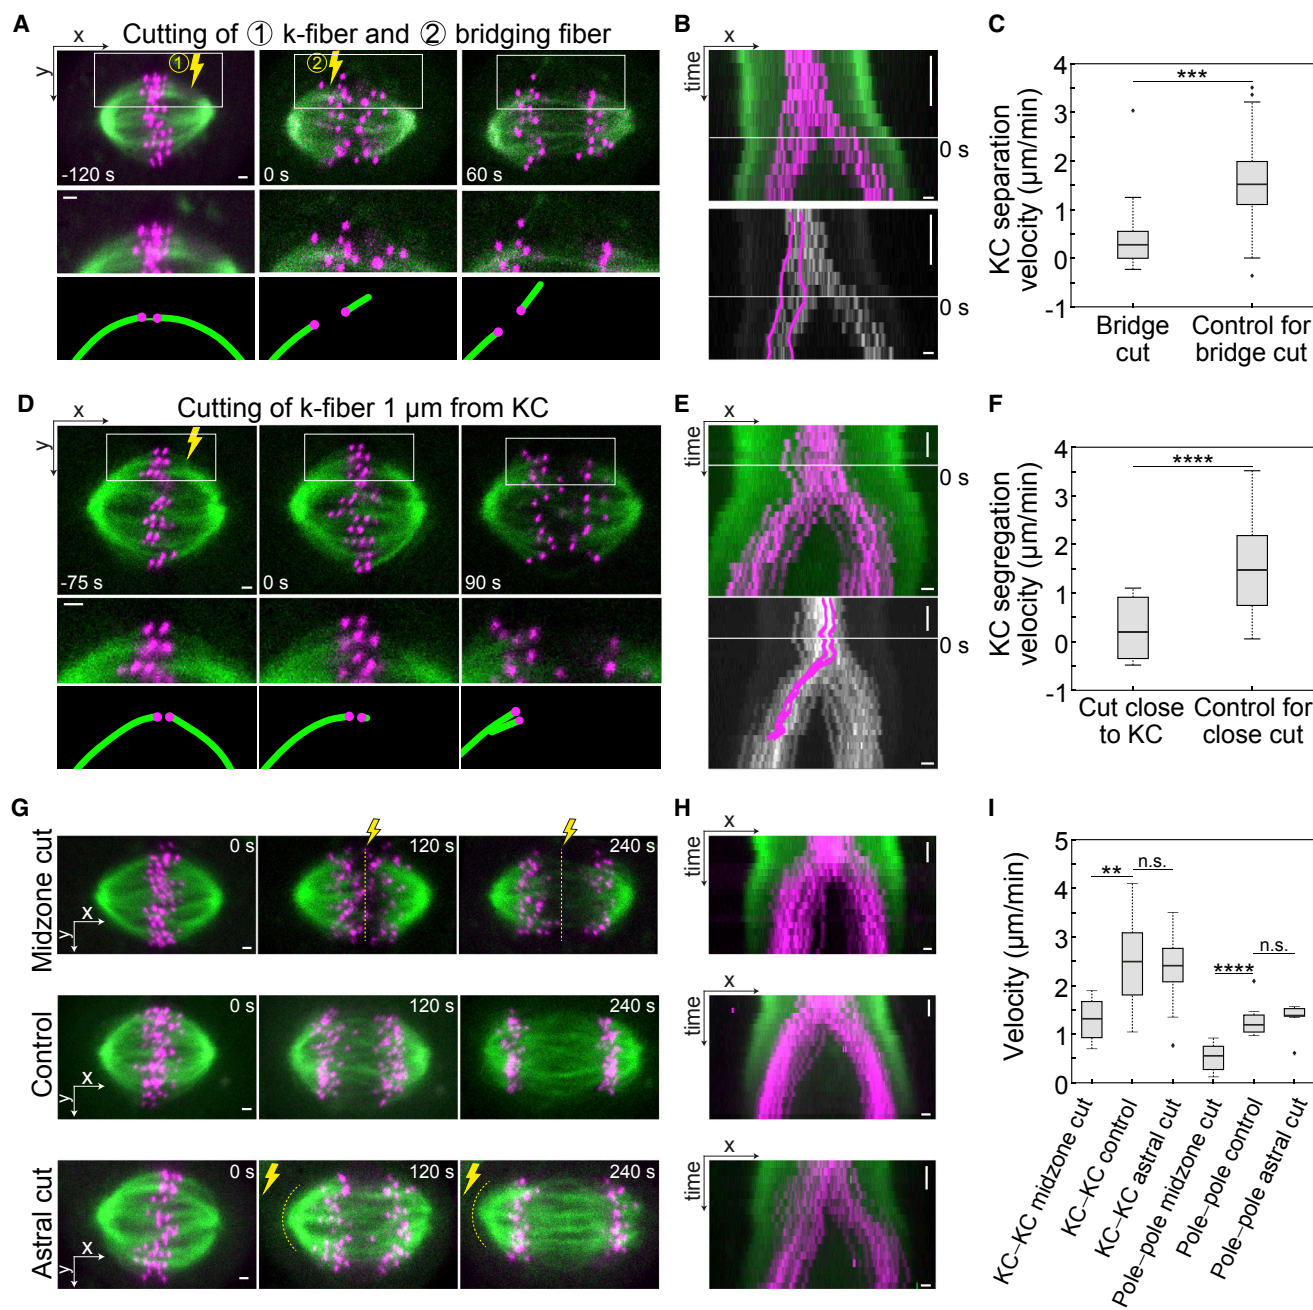 A
Cutting of ① k-fiber and ② bridging fiber
x
y
①
②
-120 s
0 s
60 s
B
x
time
0 s
0 s
C
KC separation
velocity (µm/min)
4
3
2
1
0
-1
***
Bridge
cut
Control for
bridge cut
D
Cutting of k-fiber 1 µm from KC
x
y
-75 s
0 s
90 s
E
x
time
0 s
0 s
F
KC segregation
velocity (µm/min)
4
3
2
1
0
-1
****
Cut close
to KC
Control for
close cut
G
Midzone cut
0 s
120 s
240 s
x
y
Control
0 s
120 s
240 s
x
y
Astral cut
0 s
120 s
240 s
x
y
H
x
time
x
time
x
time
I
Velocity (µm/min)
5
4
3
2
1
0
**
n.s.
****
n.s.
KC–KC midzone cut
KC–KC control
KC–KC astral cut
Pole–pole midzone cut
Pole–pole control
Pole–pole astral cut